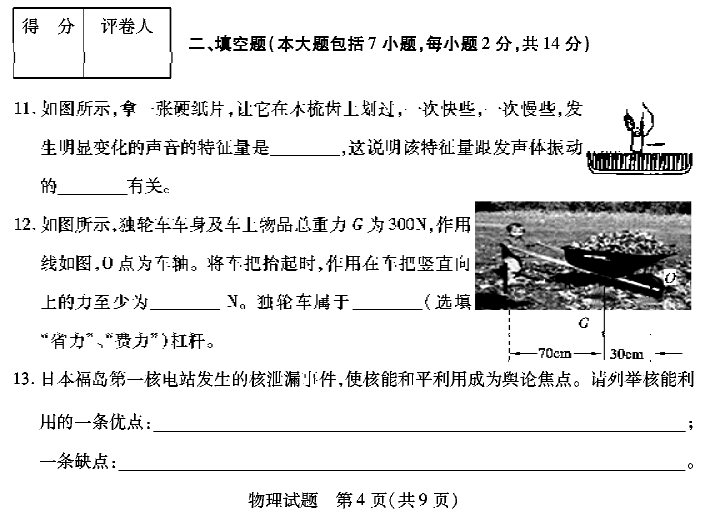 得 分 评卷人
二、填空题(本大题包括7小题,每小题2分,共14分)
11. 如图所示,拿一张硬纸片,让它在木梳齿上划过,一次快些,一次慢些,发
生明显变化的声音的特征量是________,这说明该特征量跟发声体振动
的________有关。
12. 如图所示,独轮车车身及车上物品总重力G为300N,作用
线如图,O点为车轴。将车把抬起时,作用在车把竖直向
上的力至少为________ N。独轮车属于________(选填
“省力”、“费力”)杠杆。
O
G
70cm 30cm
13. 日本福岛第一核电站发生的核泄漏事件,使核能和平利用成为舆论焦点。请列举核能利
用的一条优点:________________________________;
一条缺点:________________________________。
物理试题 第4页(共9页)